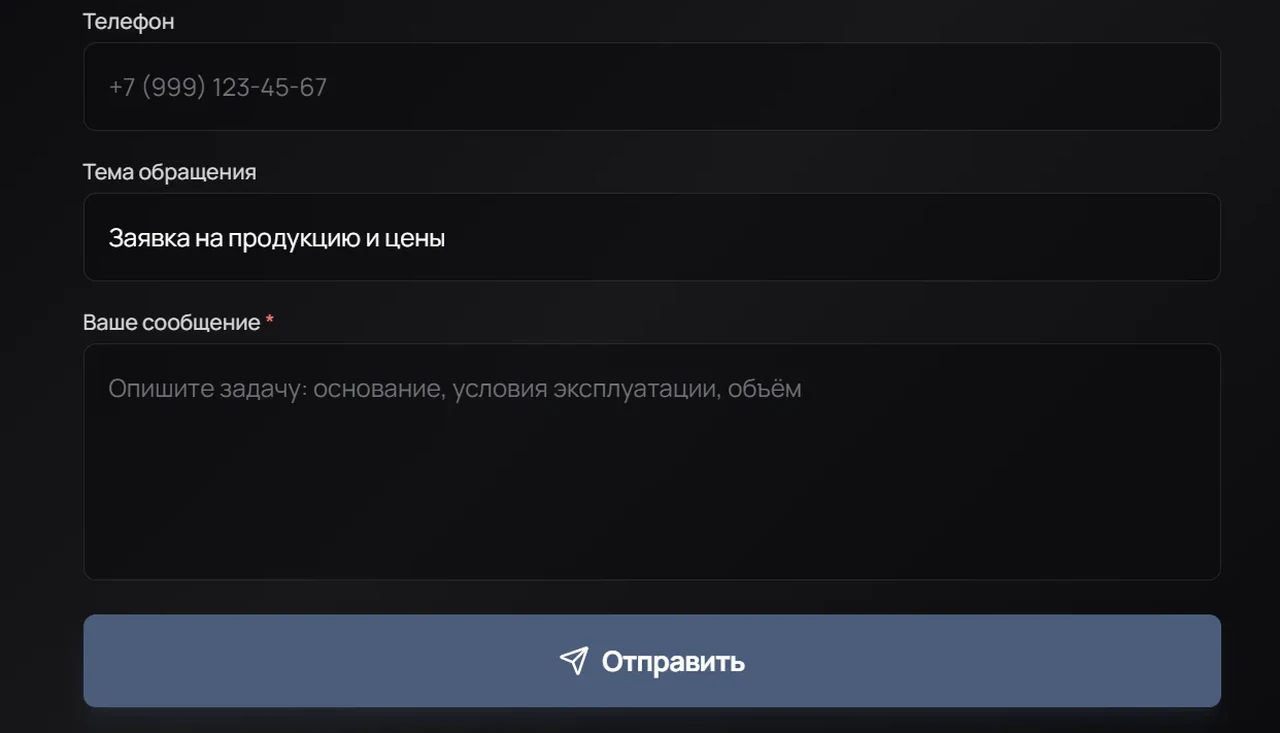 Телефон
+7 (999) 123-45-67
Тема обращения
Заявка на продукцию и цены
Ваше сообщение *
Опишите задачу: основание, условия эксплуатации, объём
Отправить